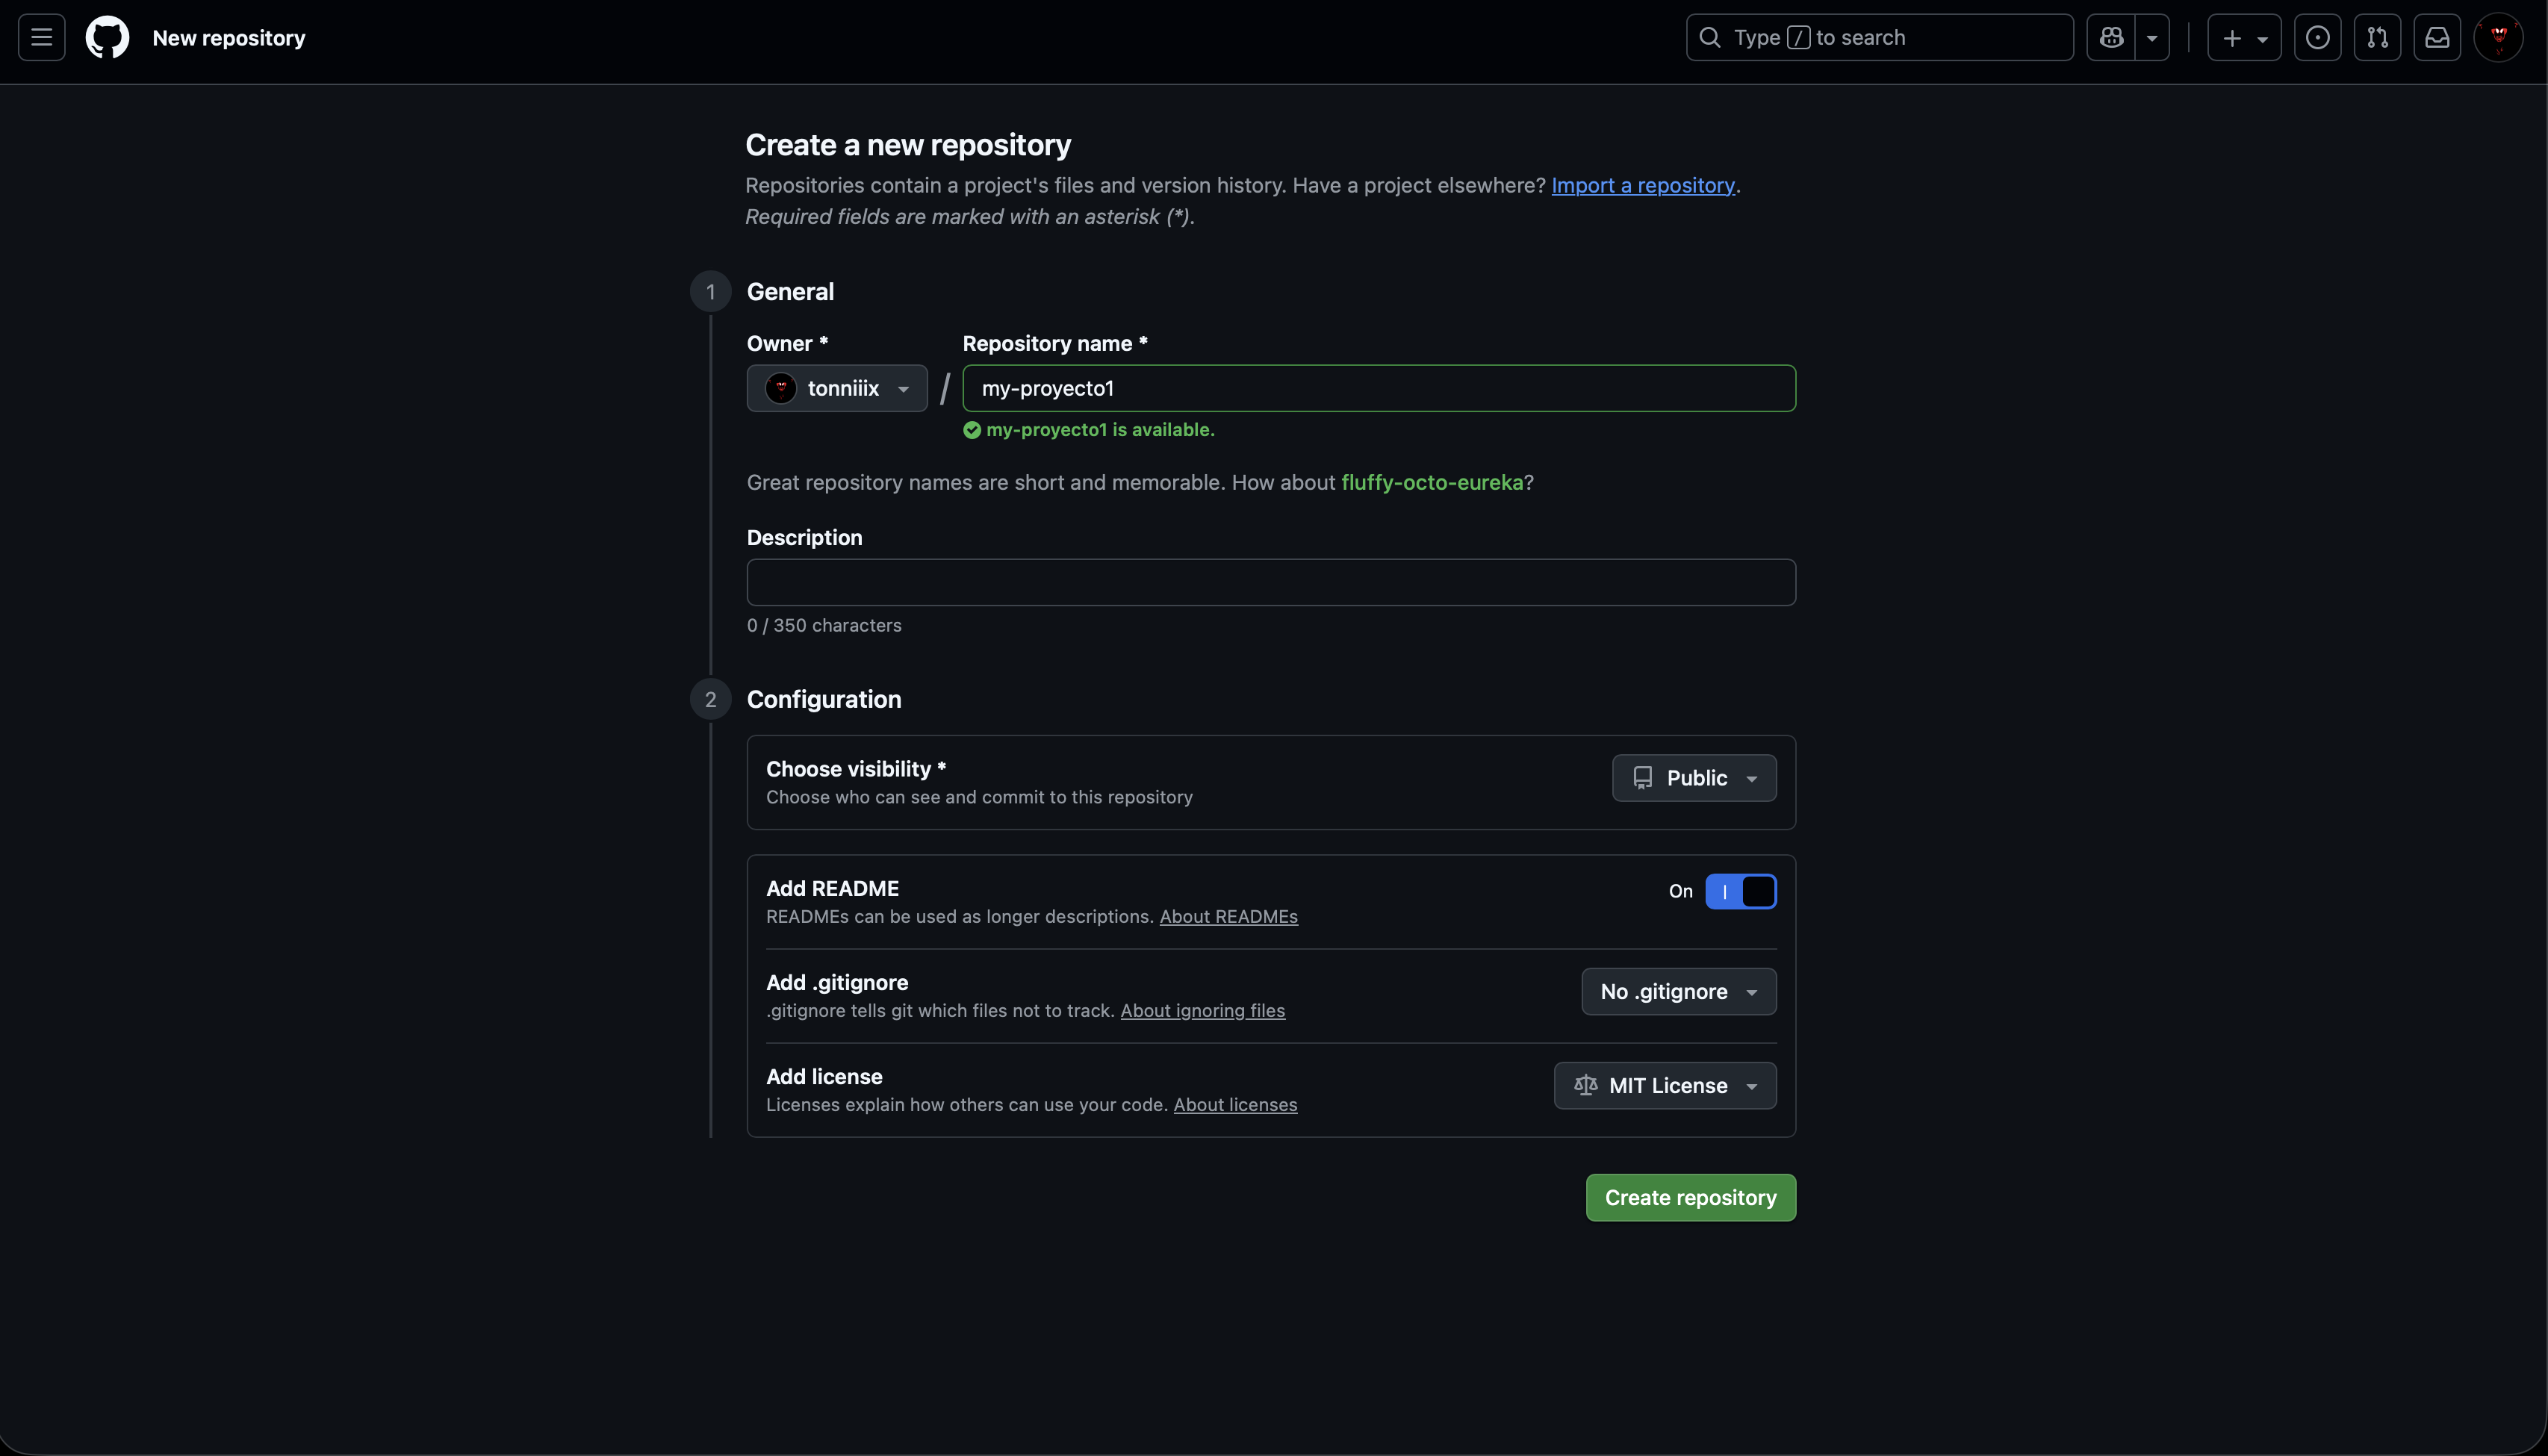 New repository
Type / to search
Create a new repository
Repositories contain a project's files and version history. Have a project elsewhere? Import a repository.
Required fields are marked with an asterisk (*).
1 General
Owner * Repository name *
tonniiix / my-proyecto1
my-proyecto1 is available.
Great repository names are short and memorable. How about fluffy-octo-eureka?
Description
0 / 350 characters
2 Configuration
Choose visibility *
Choose who can see and commit to this repository
Public
Add README
READMEs can be used as longer descriptions. About READMEs
On
Add .gitignore
.gitignore tells git which files not to track. About ignoring files
No .gitignore
Add license
Licenses explain how others can use your code. About licenses
MIT License
Create repository